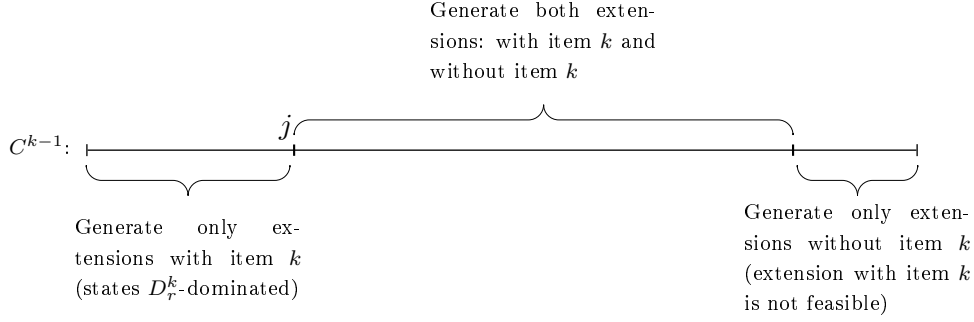 Generate both exten-
sions: with item k and
without item k
j
C^{k-1}:
Generate only ex-
tensions with item k
(states D_r^k-dominated)
Generate only exten-
sions without item k
(extension with item k
is not feasible)